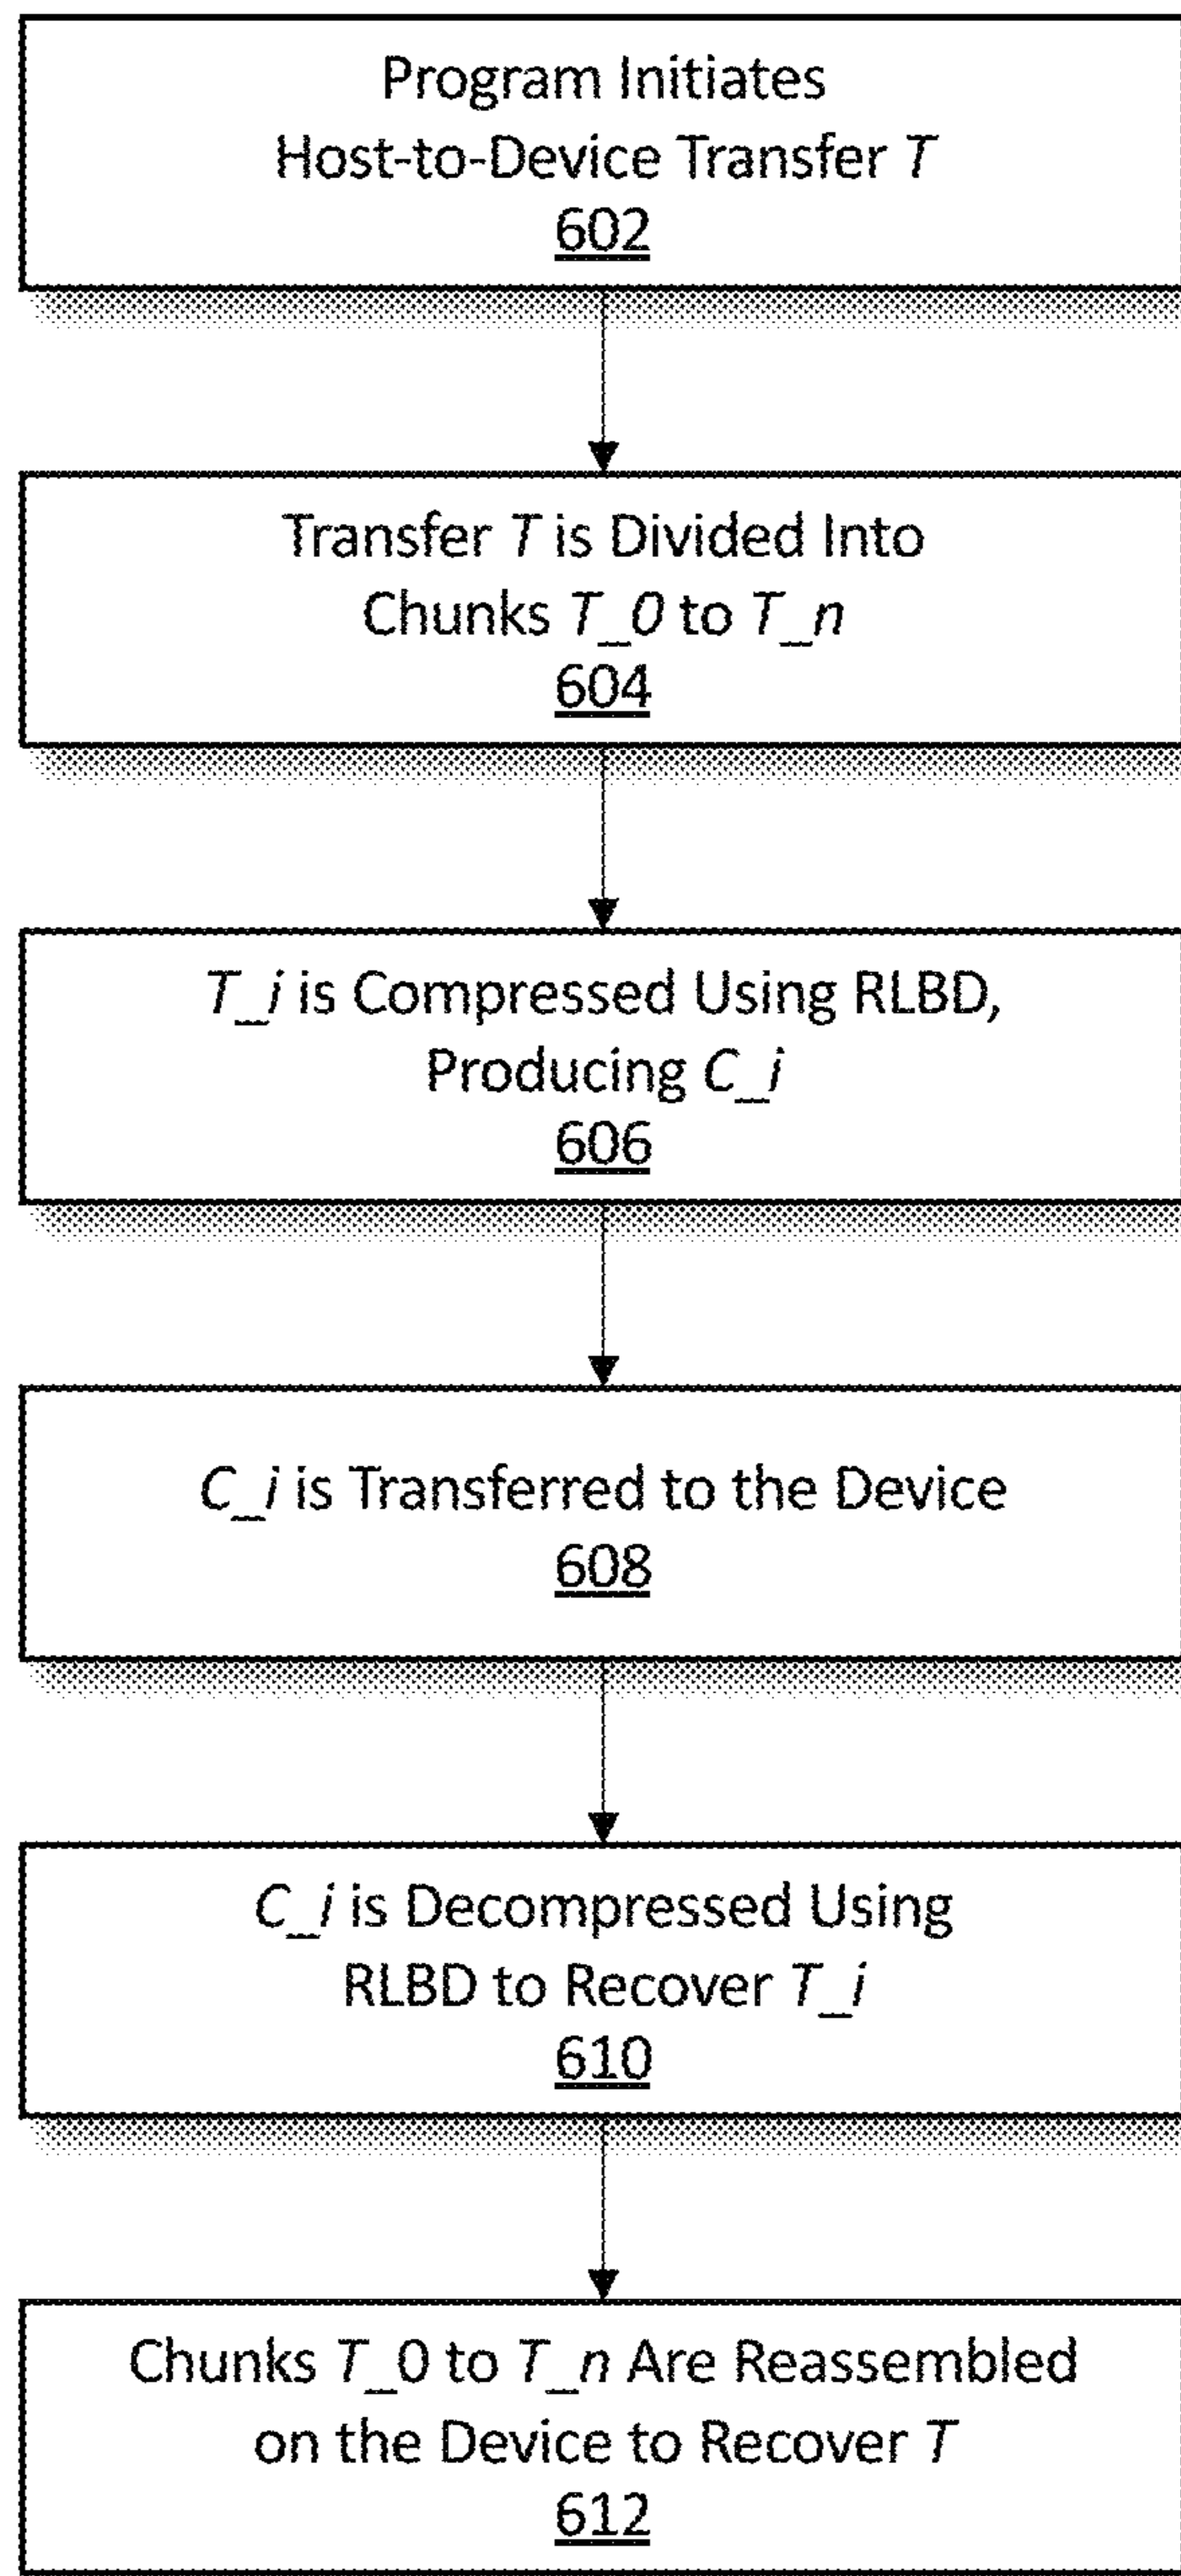 Program Initiates
Host-to-Device Transfer T
602
Transfer T is Divided Into
Chunks T_0 to T_n
604
T_i is Compressed Using RLBD,
Producing C_i
606
C_i is Transferred to the Device
608
C_i is Decompressed Using
RLBD to Recover T_i
610
Chunks T_0 to T_n Are Reassembled
on the Device to Recover T
612